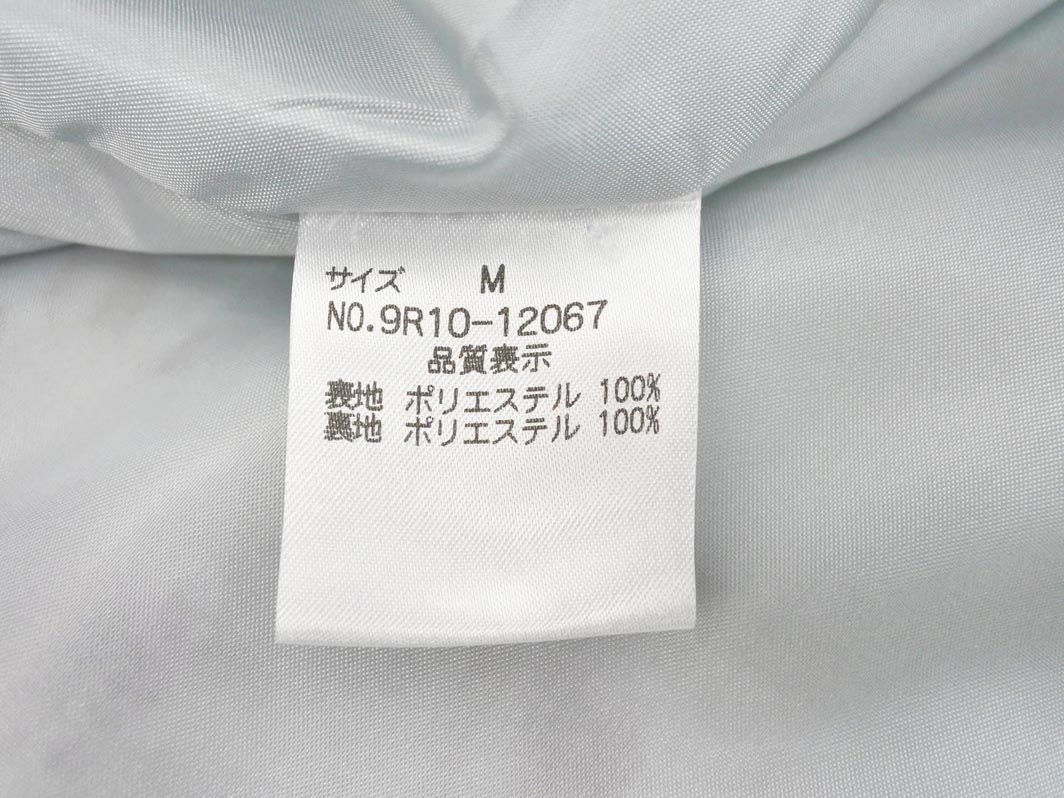 サイズ M
NO.9R10-12067
品質表示
表地 ポリエステル 100%
裏地 ポリエステル 100%